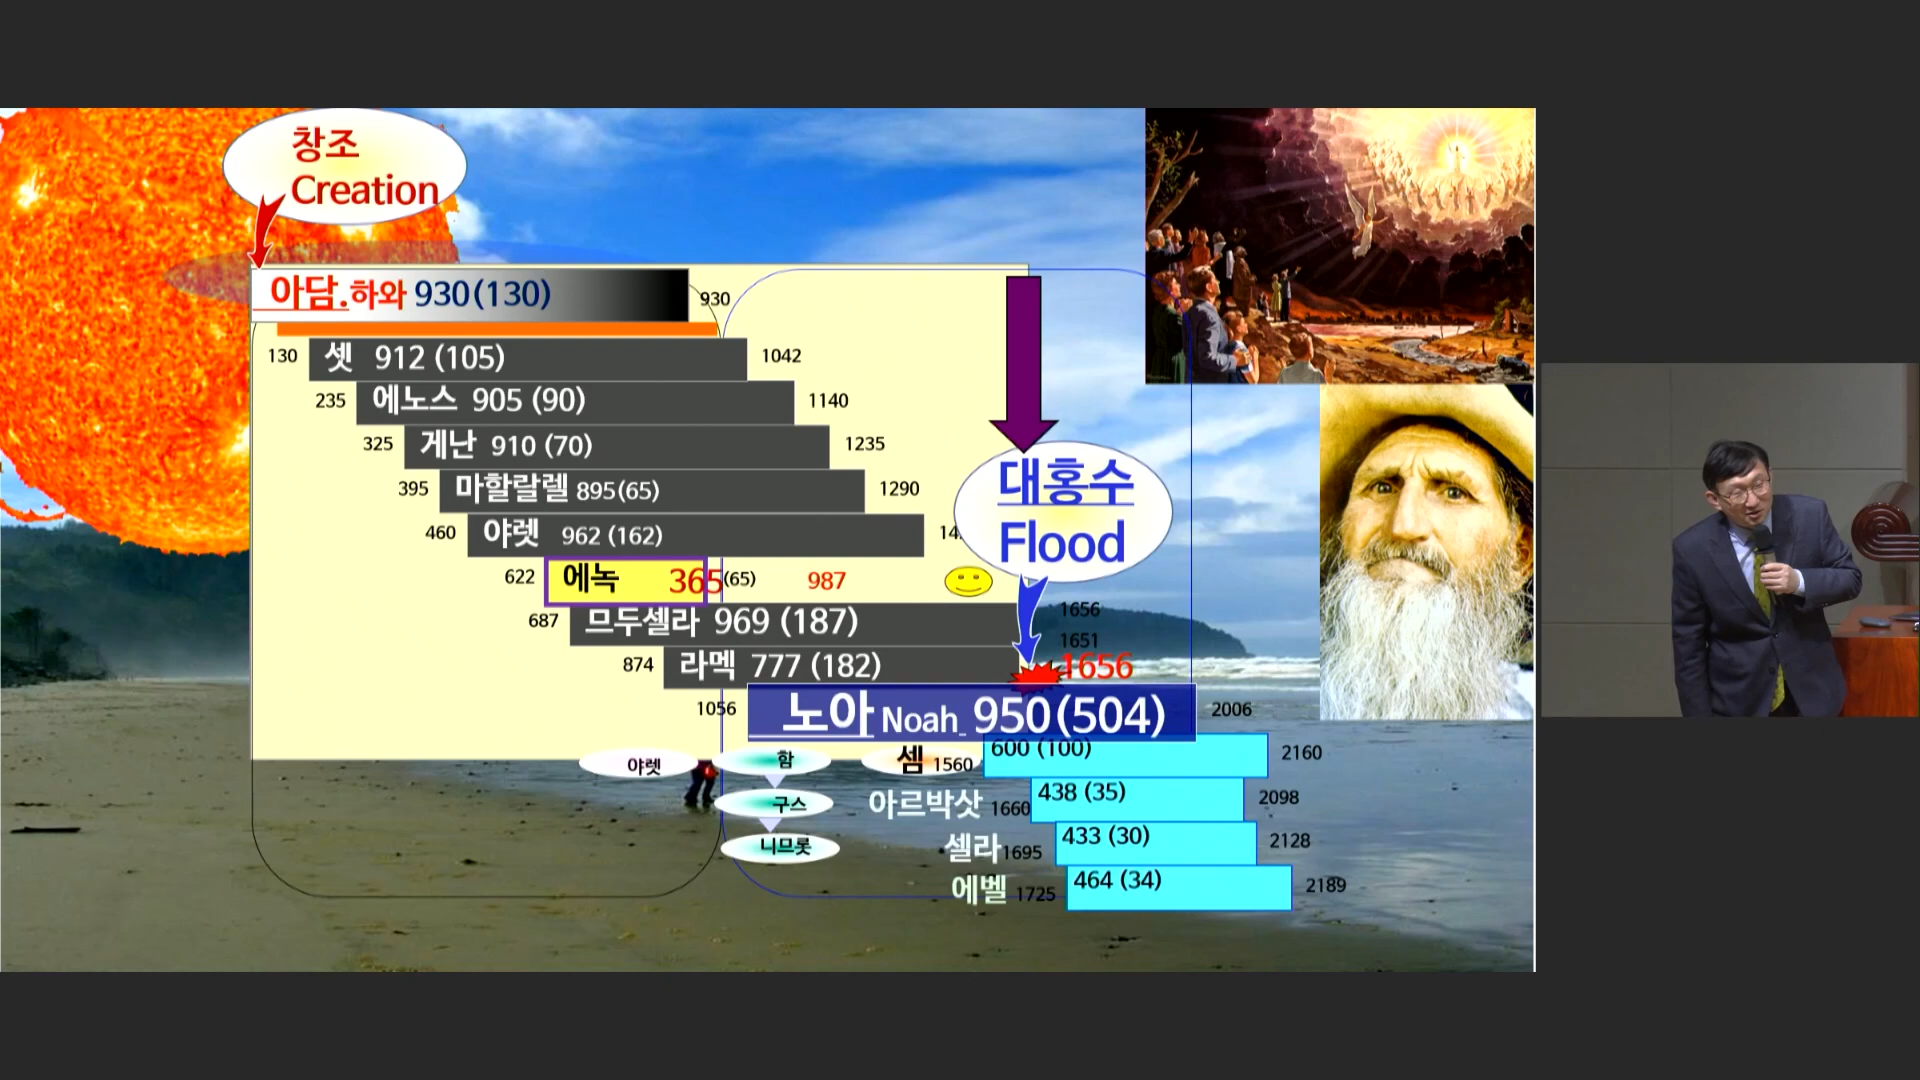 창조
Creation
아담.하와 930(130)
930
130 셋 912 (105) 1042
235 에노스 905 (90) 1140
325 게난 910 (70) 1235
395 마할랄렐 895(65) 1290
460 야렛 962 (162) 14
대홍수
Flood
622 에녹 365(65) 987
687 므두셀라 969 (187) 1656
1651
874 라멕 777 (182) 1656
1056 노아 Noah 950(504) 2006
야렛 함 셈 1560 600 (100) 2160
구스 아르박삿 1660 438 (35) 2098
니므롯 셀라 1695 433 (30) 2128
에벨 1725 464 (34) 2189